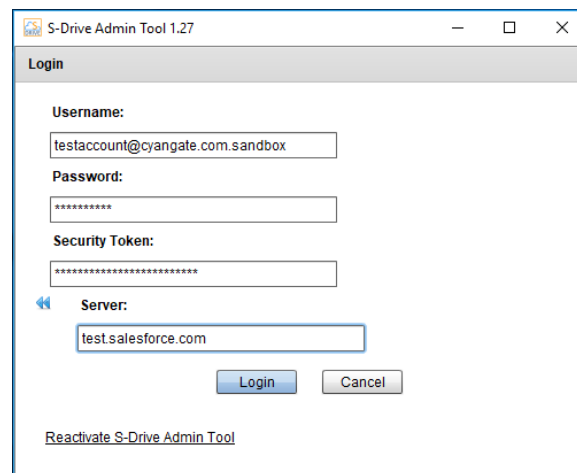 S-Drive Admin Tool 1.27
Login
Username:
testaccount@cyangate.com.sandbox
Password:
**********
Security Token:
*************************
Server:
test.salesforce.com
Login Cancel
Reactivate S-Drive Admin Tool